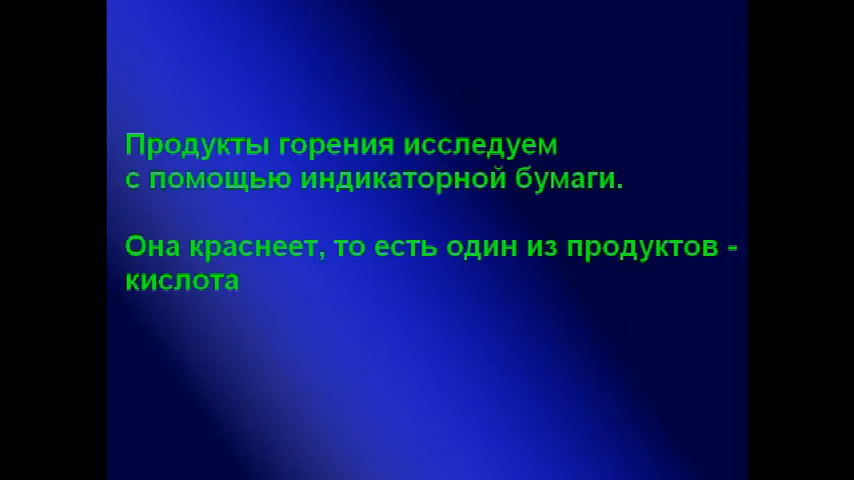 Продукты горения исследуем
с помощью индикаторной бумаги.
Она краснеет, то есть один из продуктов -
кислота